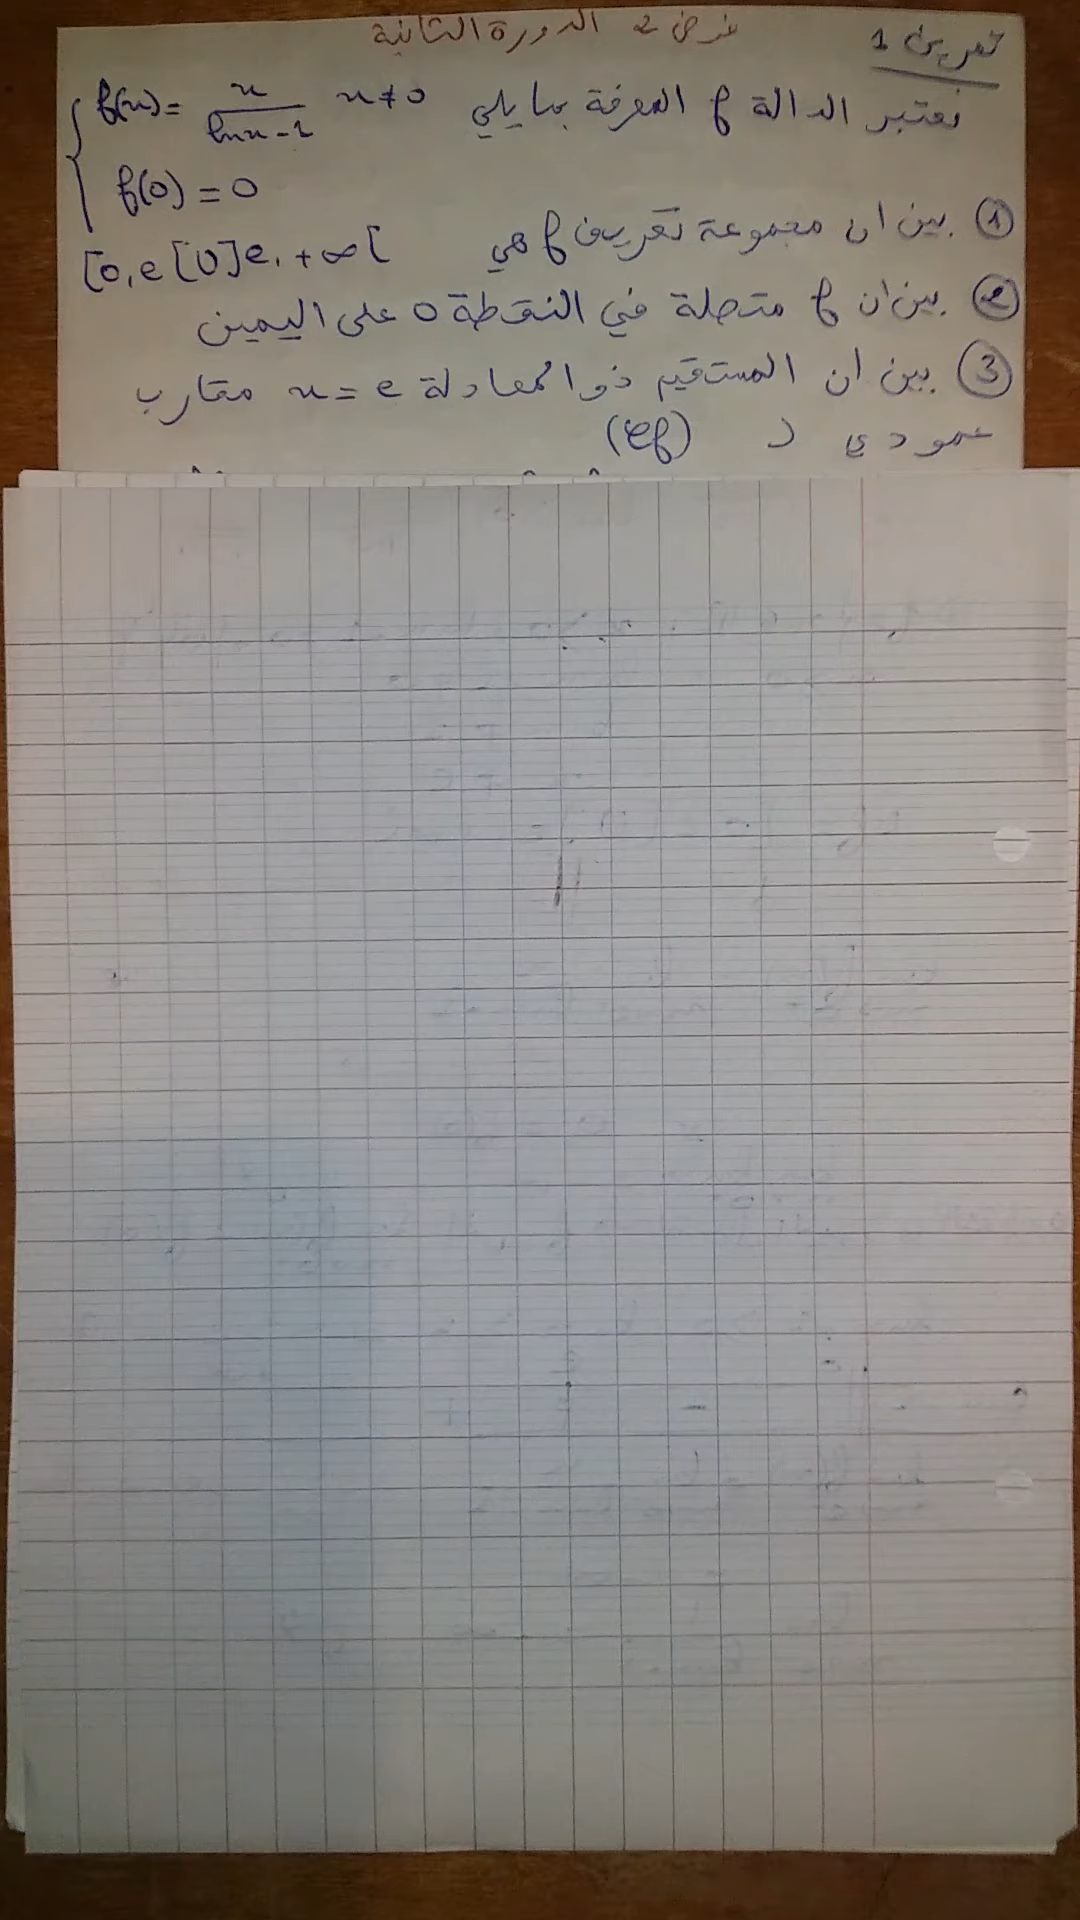 فرض 2 الدورة الثانية
تمرين 1
نعتبر الدالة f المعرفة بما يلي
{ f(x) = x / (ln x - 1) x ≠ 0
f(0) = 0
① بين ان مجموعة تعريف f هي [0, e[ U ]e, +∞[
② بين ان f متصلة في النقطة 0 على اليمين
③ بين ان المستقيم ذو المعادلة x = e مقارب
عمودي ل (Cf)